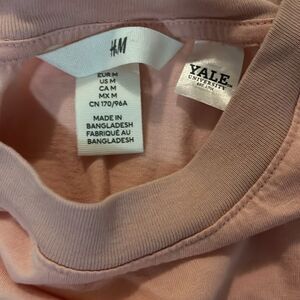 H&M
EUR M
US M
CA M
MX M
CN 170/96A
MADE IN
BANGLADESH
FABRIQUÉ AU
BANGLADESH
YALE
UNIVERSITY